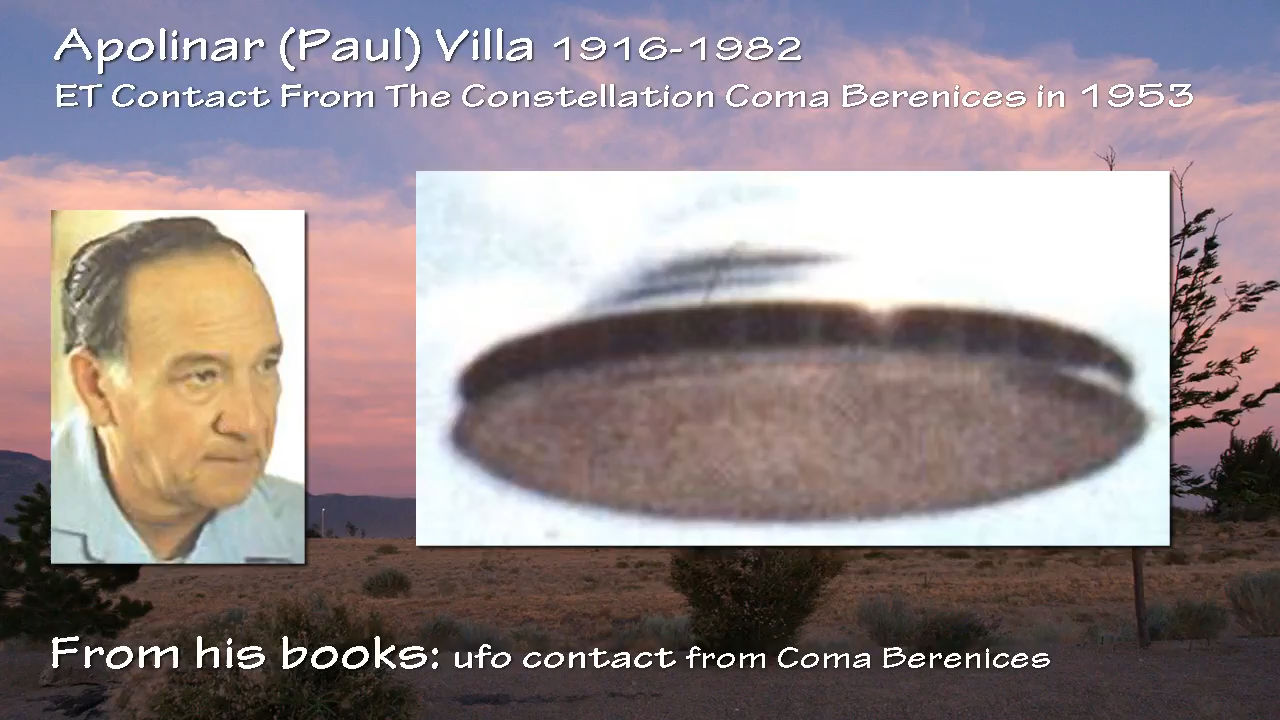 Apolinar (Paul) Villa 1916-1982
ET Contact From The Constellation Coma Berenices in 1953
From his books: ufo contact from Coma Berenices